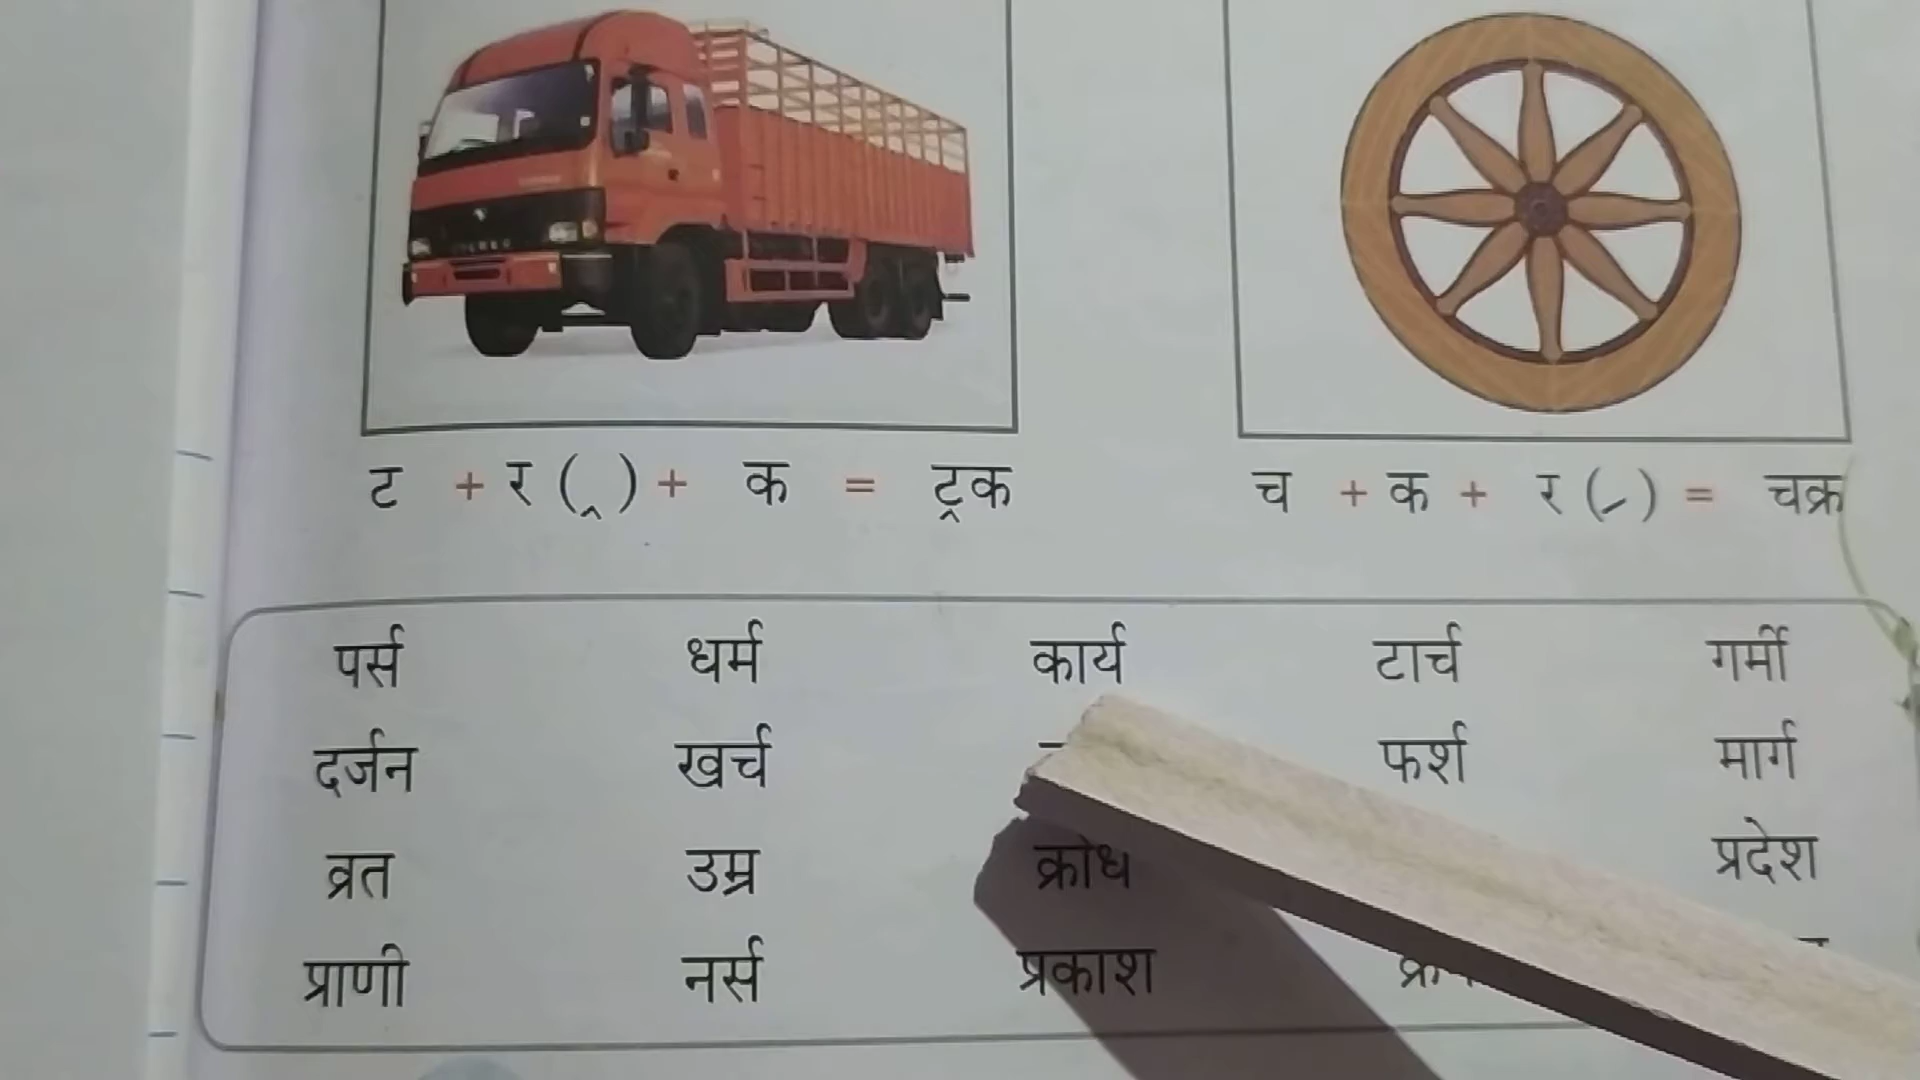 ट + र ( ्र ) + क = ट्रक
च + क + र ( ्र ) = चक्र
पर्स धर्म कार्य टार्च गर्मी
दर्जन खर्च फर्श मार्ग
व्रत उम्र क्रोध प्रदेश
प्राणी नर्स प्रकाश